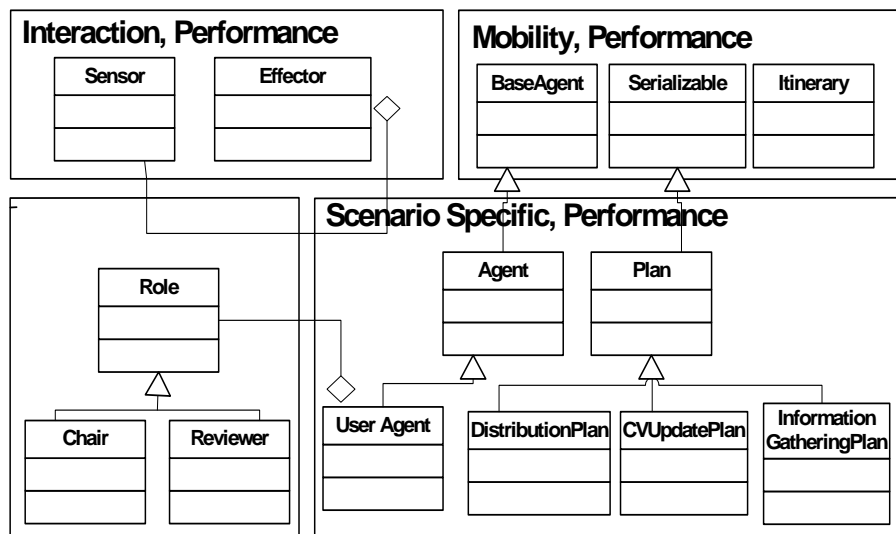 Interaction, Performance
Sensor
Effector
Mobility, Performance
BaseAgent
Serializable
Itinerary
Scenario Specific, Performance
Role
Agent
Plan
Chair
Reviewer
User Agent
DistributionPlan
CVUpdatePlan
Information
GatheringPlan